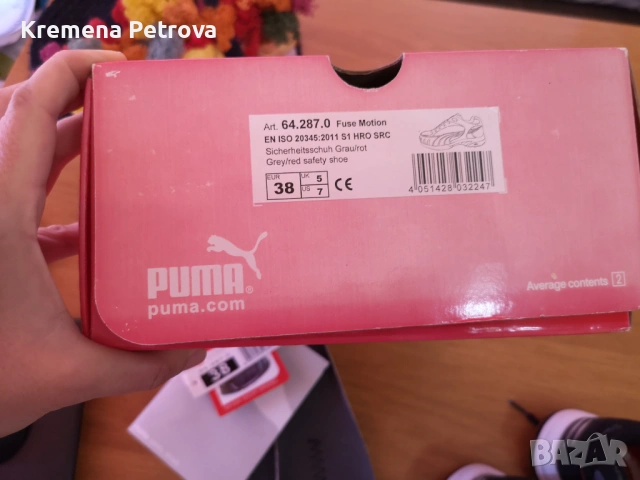 Kremena Petrova
Art. 64.287.0 Fuse Motion
EN ISO 20345:2011 S1 HRO SRC
Sicherheitsschuh Grau/rot
Grey/red safety shoe
EUR 38 UK 5 US 7 CE
4 051428 032247
PUMA
puma.com
Average contents 2
38
BAZAR